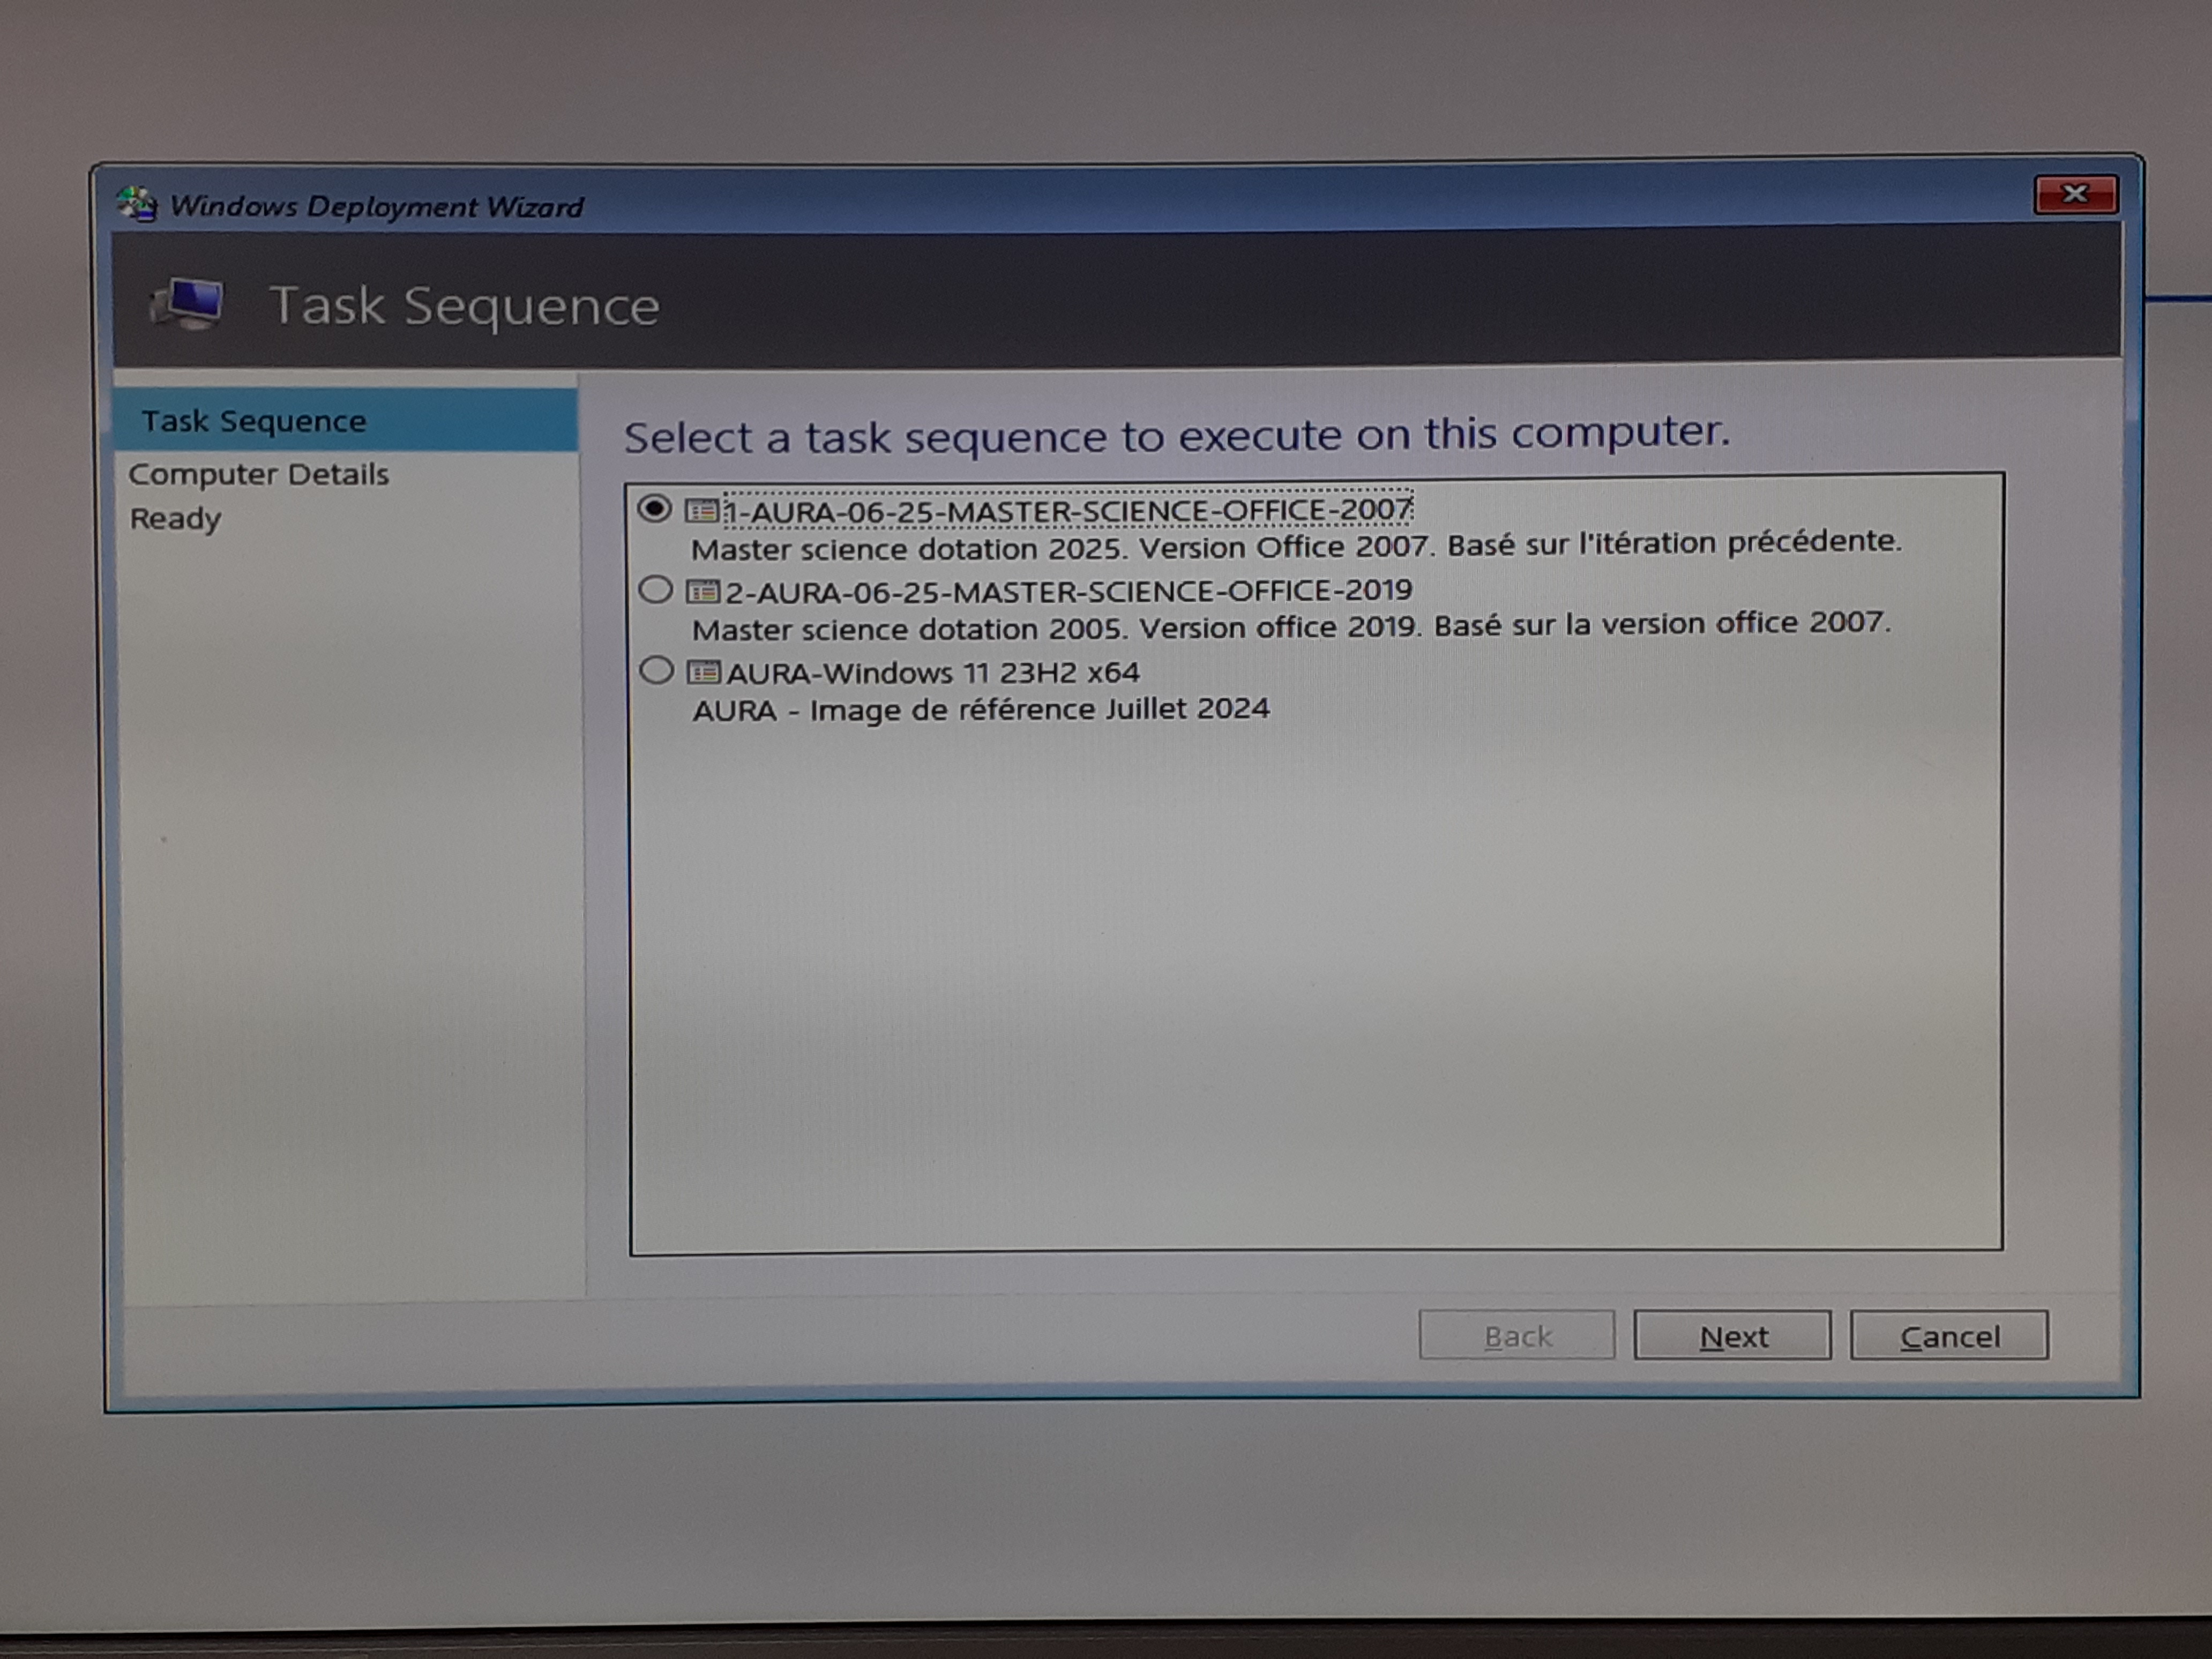 Windows Deployment Wizard
Task Sequence
Task Sequence
Computer Details
Ready
Select a task sequence to execute on this computer.
1-AURA-06-25-MASTER-SCIENCE-OFFICE-2007
Master science dotation 2025. Version Office 2007. Basé sur l'itération précédente.
2-AURA-06-25-MASTER-SCIENCE-OFFICE-2019
Master science dotation 2005. Version office 2019. Basé sur la version office 2007.
AURA-Windows 11 23H2 x64
AURA - Image de référence Juillet 2024
Back Next Cancel